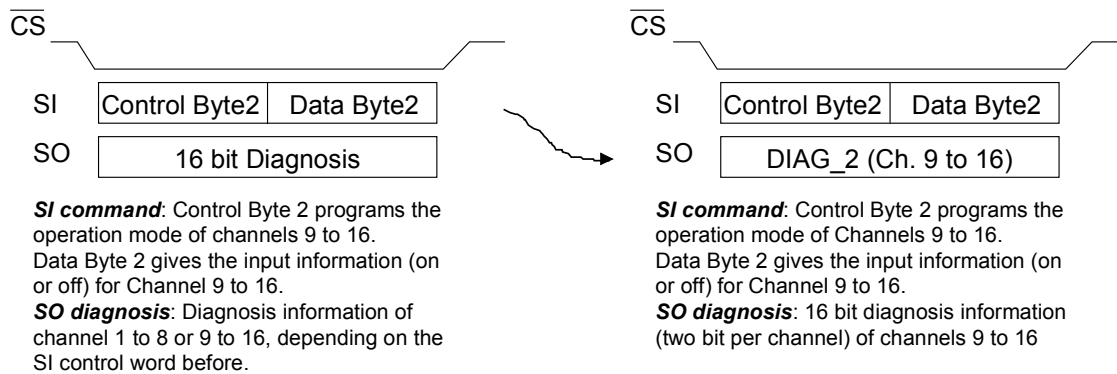 CS
SI Control Byte2 Data Byte2
SO 16 bit Diagnosis
SI command: Control Byte 2 programs the
operation mode of channels 9 to 16.
Data Byte 2 gives the input information (on
or off) for Channel 9 to 16.
SO diagnosis: Diagnosis information of
channel 1 to 8 or 9 to 16, depending on the
SI control word before.
CS
SI Control Byte2 Data Byte2
SO DIAG_2 (Ch. 9 to 16)
SI command: Control Byte 2 programs the
operation mode of Channels 9 to 16.
Data Byte 2 gives the input information (on
or off) for Channel 9 to 16.
SO diagnosis: 16 bit diagnosis information
(two bit per channel) of channels 9 to 16